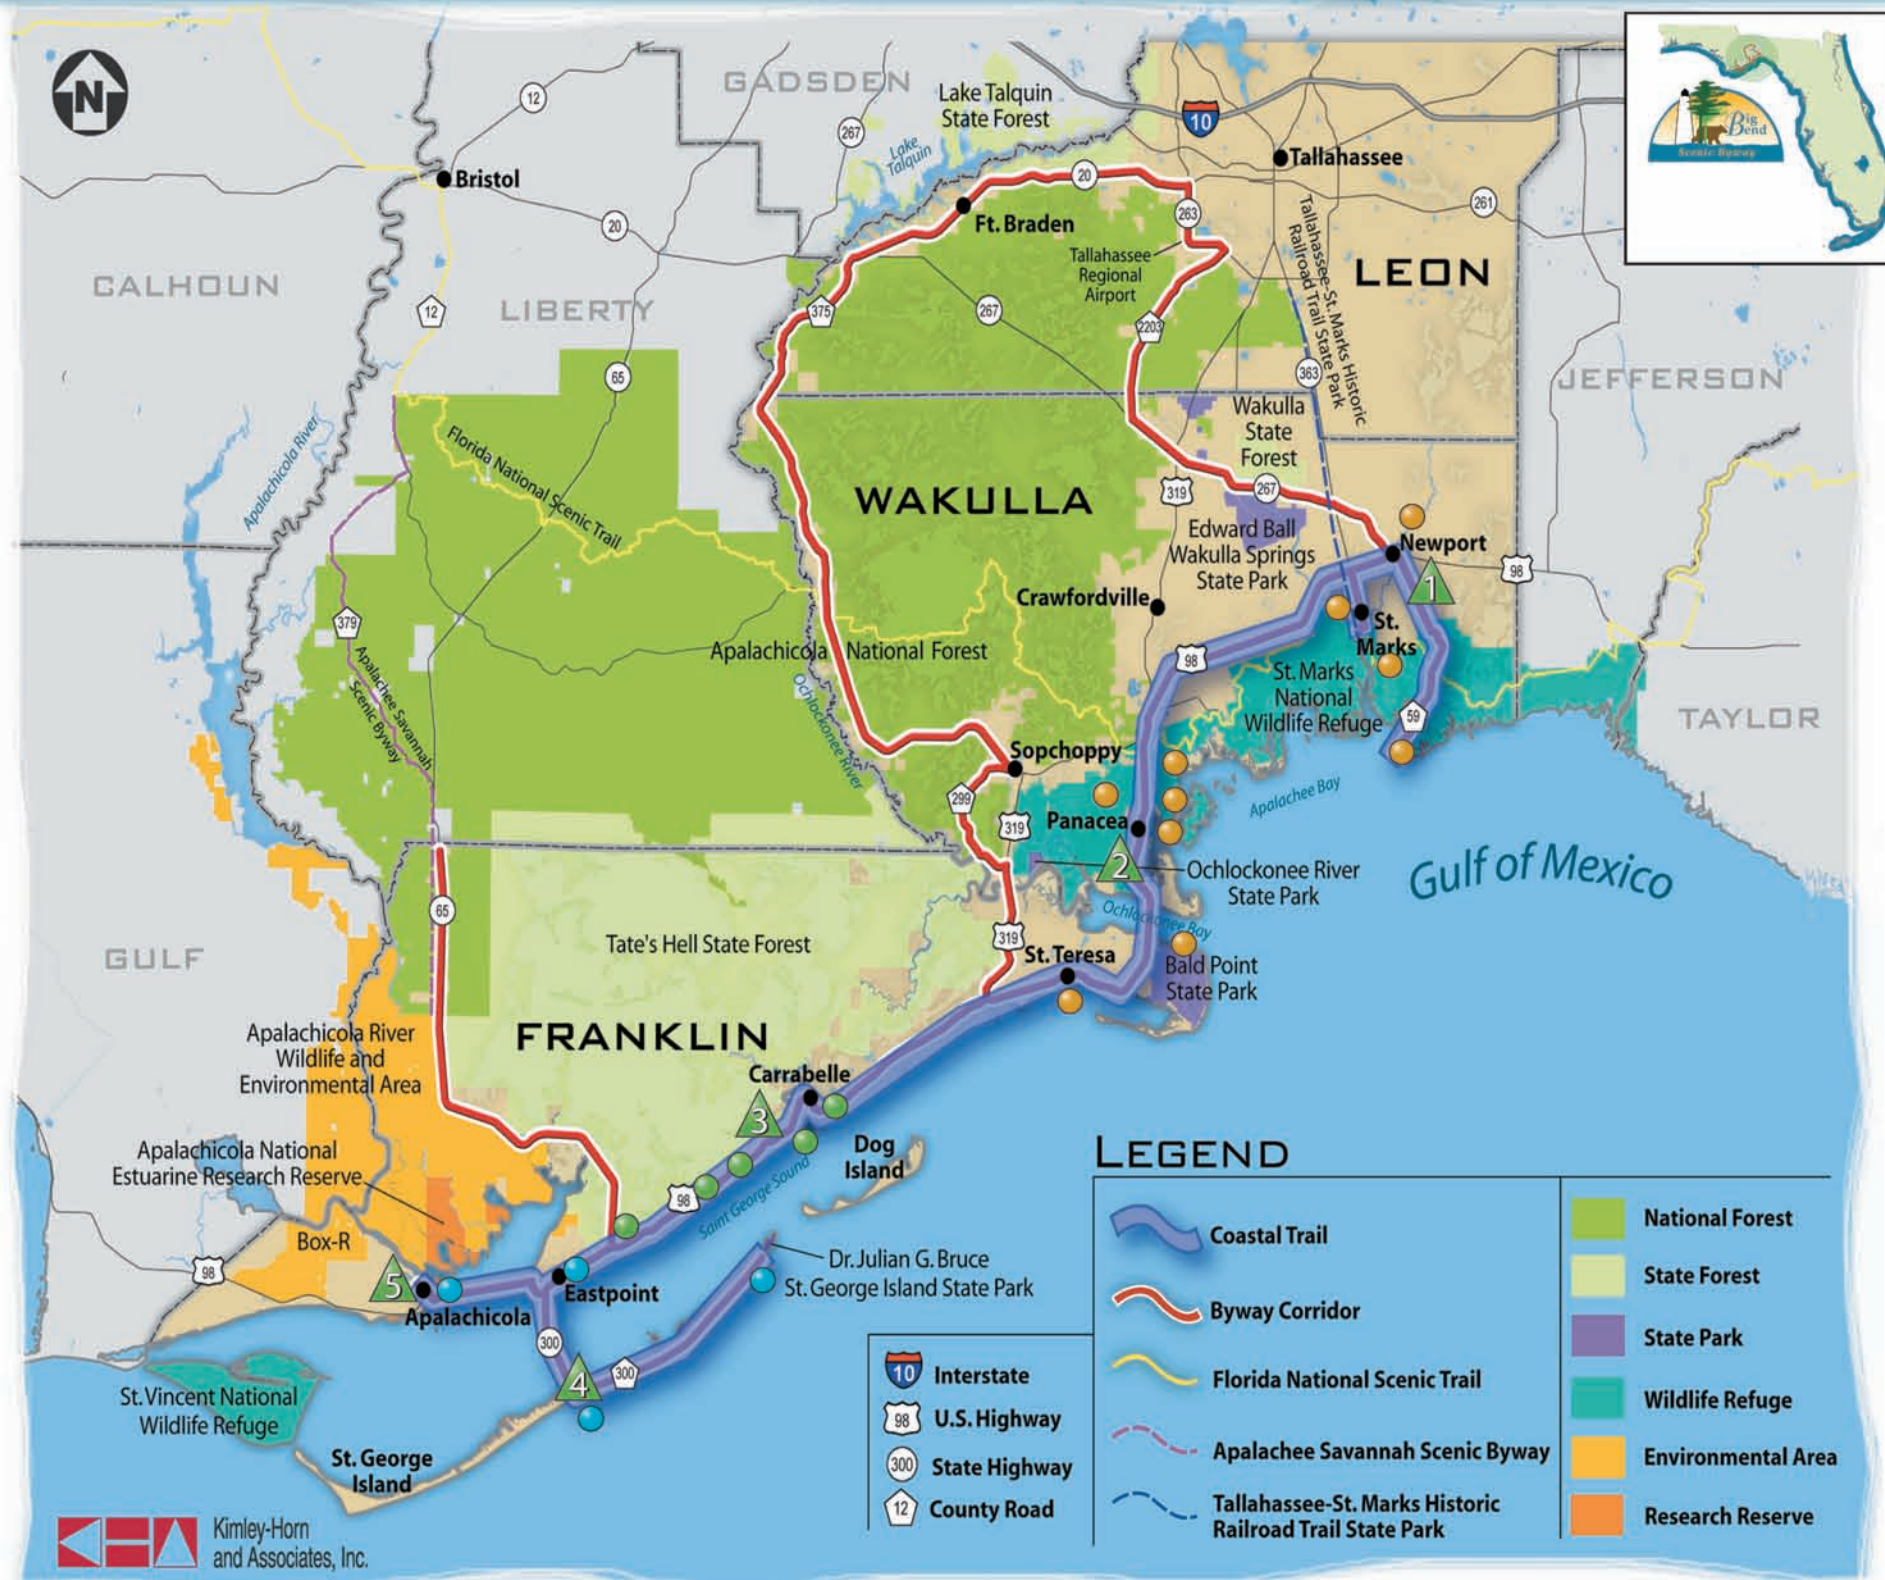 N
GADSDEN
Lake Talquin
State Forest
12
267
Lake
Talquin
10
Tallahassee
Big
Bend
Scenic Byway
Bristol
20
Ft. Braden
263
261
20
Tallahassee
Regional
Airport
Tallahassee-St. Marks Historic
Railroad Trail State Park
LEON
CALHOUN
LIBERTY
12
375
267
2203
65
363
JEFFERSON
Apalachicola River
Florida National Scenic Trail
Wakulla
State
Forest
WAKULLA
319
267
Edward Ball
Wakulla Springs
State Park
Newport
98
1
Crawfordville
379
St.
Marks
Apalachicola National Forest
98
Apalachee Savannah
Scenic Byway
Ochlockonee River
St. Marks
National
Wildlife Refuge
59
TAYLOR
Sopchoppy
299
319
Panacea
Apalachee Bay
2
Gulf of Mexico
Ochlockonee River
State Park
65
Ochlockonee Bay
GULF
Tate's Hell State Forest
319
St. Teresa
Bald Point
State Park
Apalachicola River
Wildlife and
Environmental Area
FRANKLIN
Carrabelle
3
Dog
Island
Apalachicola National
Estuarine Research Reserve
98
Saint George Sound
Box-R
98
5
Apalachicola
Eastpoint
Dr. Julian G. Bruce
St. George Island State Park
300
4
300
St. Vincent National
Wildlife Refuge
St. George
Island
LEGEND
Coastal Trail
Byway Corridor
Florida National Scenic Trail
Apalachee Savannah Scenic Byway
Tallahassee-St. Marks Historic
Railroad Trail State Park
National Forest
State Forest
State Park
Wildlife Refuge
Environmental Area
Research Reserve
10 Interstate
98 U.S. Highway
300 State Highway
12 County Road
Kimley-Horn
and Associates, Inc.